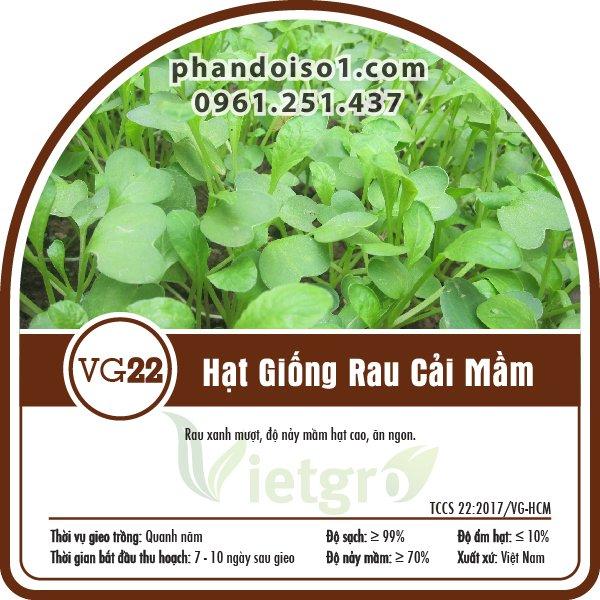 phandoiso1.com
0961.251.437
VG22 Hạt Giống Rau Cải Mầm
Rau xanh mượt, độ nảy mầm hạt cao, ăn ngon.
Vietgro
TCCS 22:2017/VG-HCM
Thời vụ gieo trồng: Quanh năm Độ sạch: ≥ 99% Độ ẩm hạt: ≤ 10%
Thời gian bắt đầu thu hoạch: 7 - 10 ngày sau gieo Độ nảy mầm: ≥ 70% Xuất xứ: Việt Nam